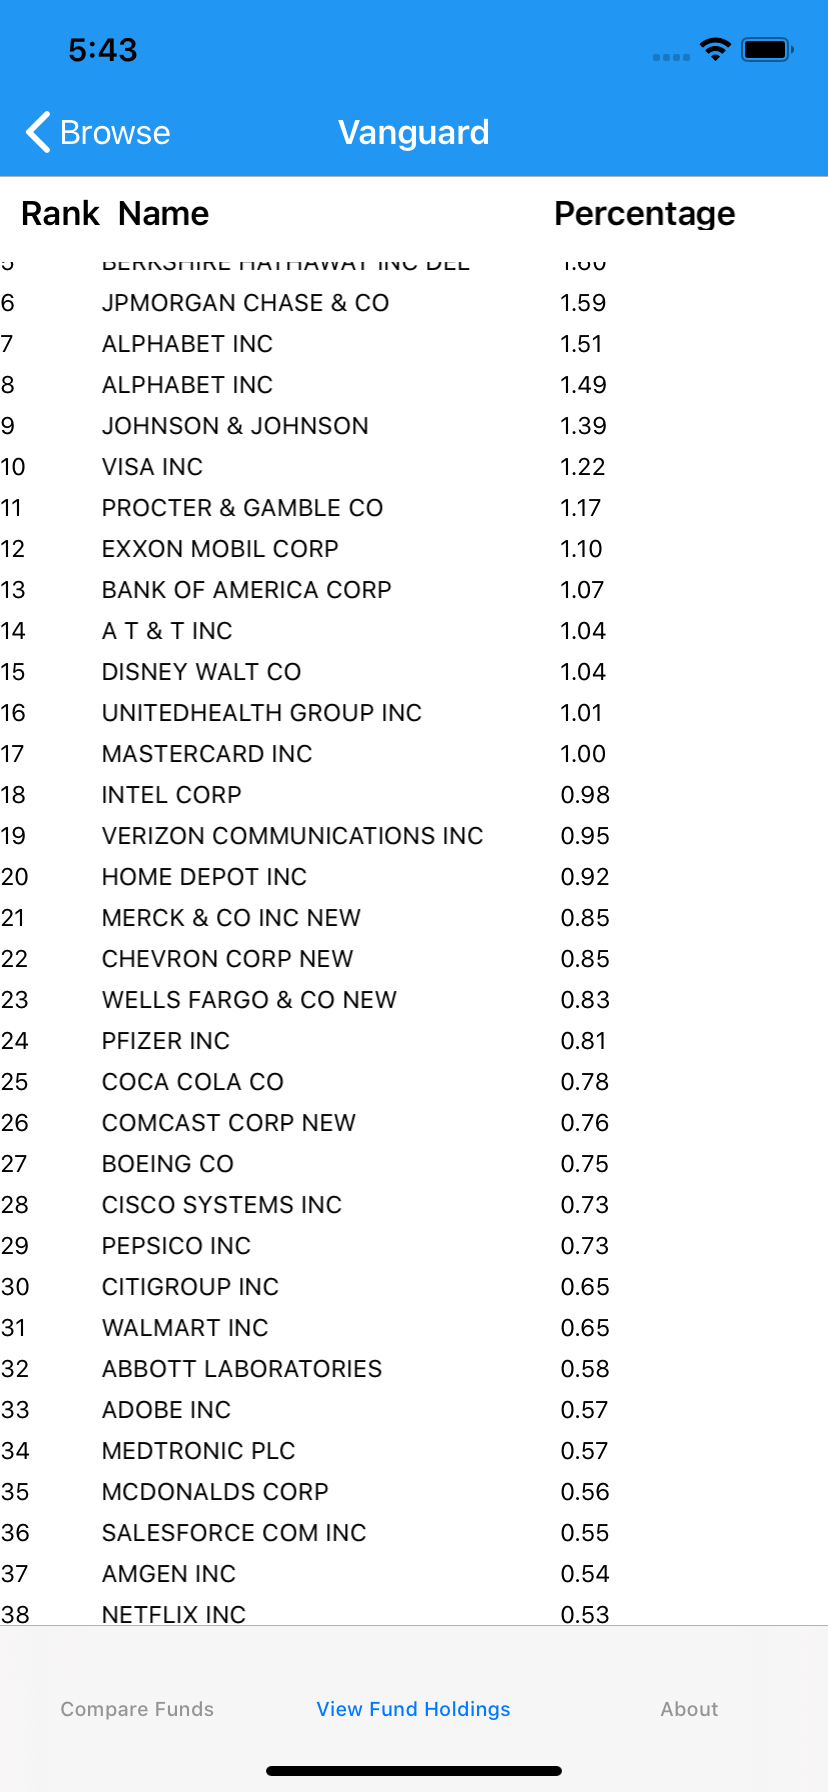 5:43
Browse Vanguard
Rank Name Percentage
5 BERKSHIRE HATHAWAY INC DEL 1.60
6 JPMORGAN CHASE & CO 1.59
7 ALPHABET INC 1.51
8 ALPHABET INC 1.49
9 JOHNSON & JOHNSON 1.39
10 VISA INC 1.22
11 PROCTER & GAMBLE CO 1.17
12 EXXON MOBIL CORP 1.10
13 BANK OF AMERICA CORP 1.07
14 A T & T INC 1.04
15 DISNEY WALT CO 1.04
16 UNITEDHEALTH GROUP INC 1.01
17 MASTERCARD INC 1.00
18 INTEL CORP 0.98
19 VERIZON COMMUNICATIONS INC 0.95
20 HOME DEPOT INC 0.92
21 MERCK & CO INC NEW 0.85
22 CHEVRON CORP NEW 0.85
23 WELLS FARGO & CO NEW 0.83
24 PFIZER INC 0.81
25 COCA COLA CO 0.78
26 COMCAST CORP NEW 0.76
27 BOEING CO 0.75
28 CISCO SYSTEMS INC 0.73
29 PEPSICO INC 0.73
30 CITIGROUP INC 0.65
31 WALMART INC 0.65
32 ABBOTT LABORATORIES 0.58
33 ADOBE INC 0.57
34 MEDTRONIC PLC 0.57
35 MCDONALDS CORP 0.56
36 SALESFORCE COM INC 0.55
37 AMGEN INC 0.54
38 NETFLIX INC 0.53
Compare Funds View Fund Holdings About